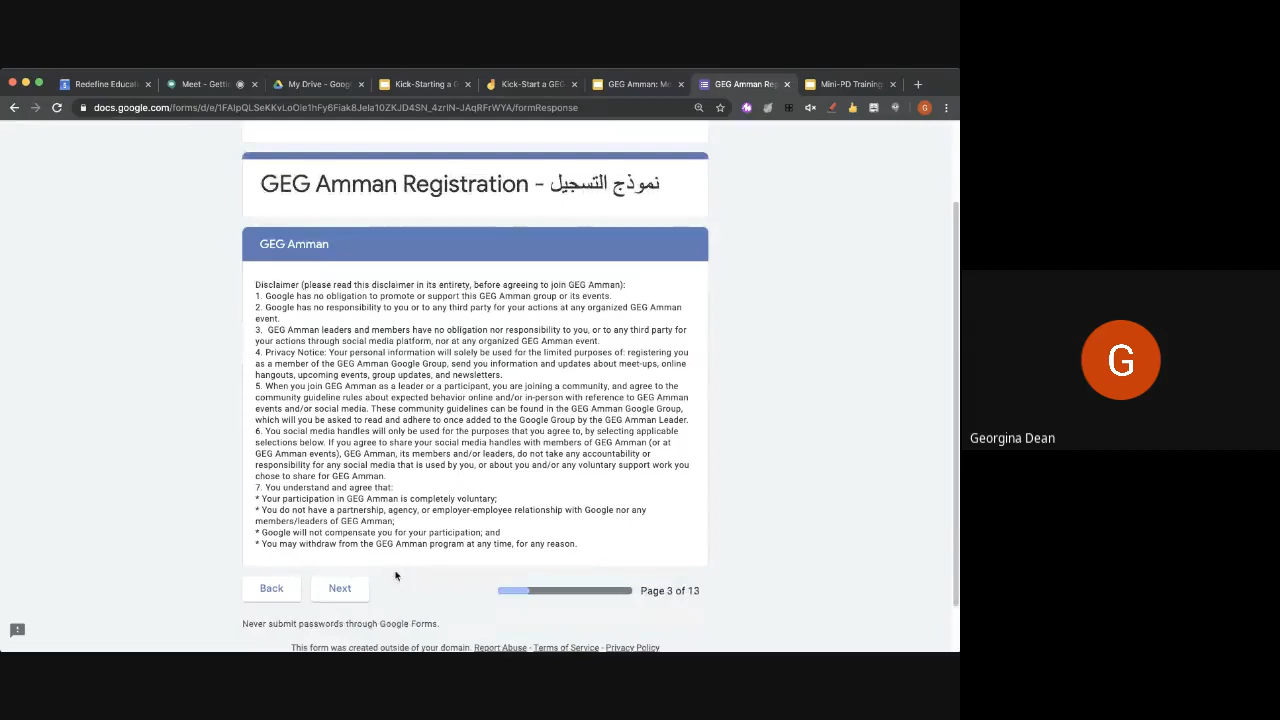 Redefine Educati
Meet - Getti
My Drive - Goog
Kick-Starting a G
Kick-Start a GEG
GEG Amman: Mo
GEG Amman Reg
Mini-PD Training
docs.google.com/forms/d/e/1FAIpQLSeKKvLoOle1hFy6Fiak8Jela10ZKJD4SN_4zrIN-JAqRFrWYA/formResponse
G
GEG Amman Registration - نموذج التسجيل
GEG Amman
Disclaimer (please read this disclaimer in its entirety, before agreeing to join GEG Amman):
1. Google has no obligation to promote or support this GEG Amman group or its events.
2. Google has no responsibility to you or to any third party for your actions at any organized GEG Amman
event.
3. GEG Amman leaders and members have no obligation nor responsibility to you, or to any third party for
your actions through social media platform, nor at any organized GEG Amman event.
4. Privacy Notice: Your personal information will solely be used for the limited purposes of: registering you
as a member of the GEG Amman Google Group, send you information and updates about meet-ups, online
hangouts, upcoming events, group updates, and newsletters.
5. When you join GEG Amman as a leader or a participant, you are joining a community, and agree to the
community guideline rules about expected behavior online and/or in-person with reference to GEG Amman
events and/or social media. These community guidelines can be found in the GEG Amman Google Group,
which will you be asked to read and adhere to once added to the Google Group by the GEG Amman Leader.
6. You social media handles will only be used for the purposes that you agree to, by selecting applicable
selections below. If you agree to share your social media handles with members of GEG Amman (or at
GEG Amman events), GEG Amman, its members and/or leaders, do not take any accountability or
responsibility for any social media that is used by you, or about you and/or any voluntary support work you
chose to share for GEG Amman.
7. You understand and agree that:
* Your participation in GEG Amman is completely voluntary;
* You do not have a partnership, agency, or employer-employee relationship with Google nor any
members/leaders of GEG Amman;
* Google will not compensate you for your participation; and
* You may withdraw from the GEG Amman program at any time, for any reason.
Back
Next
Page 3 of 13
Never submit passwords through Google Forms.
This form was created outside of your domain. Report Abuse - Terms of Service - Privacy Policy
G
Georgina Dean